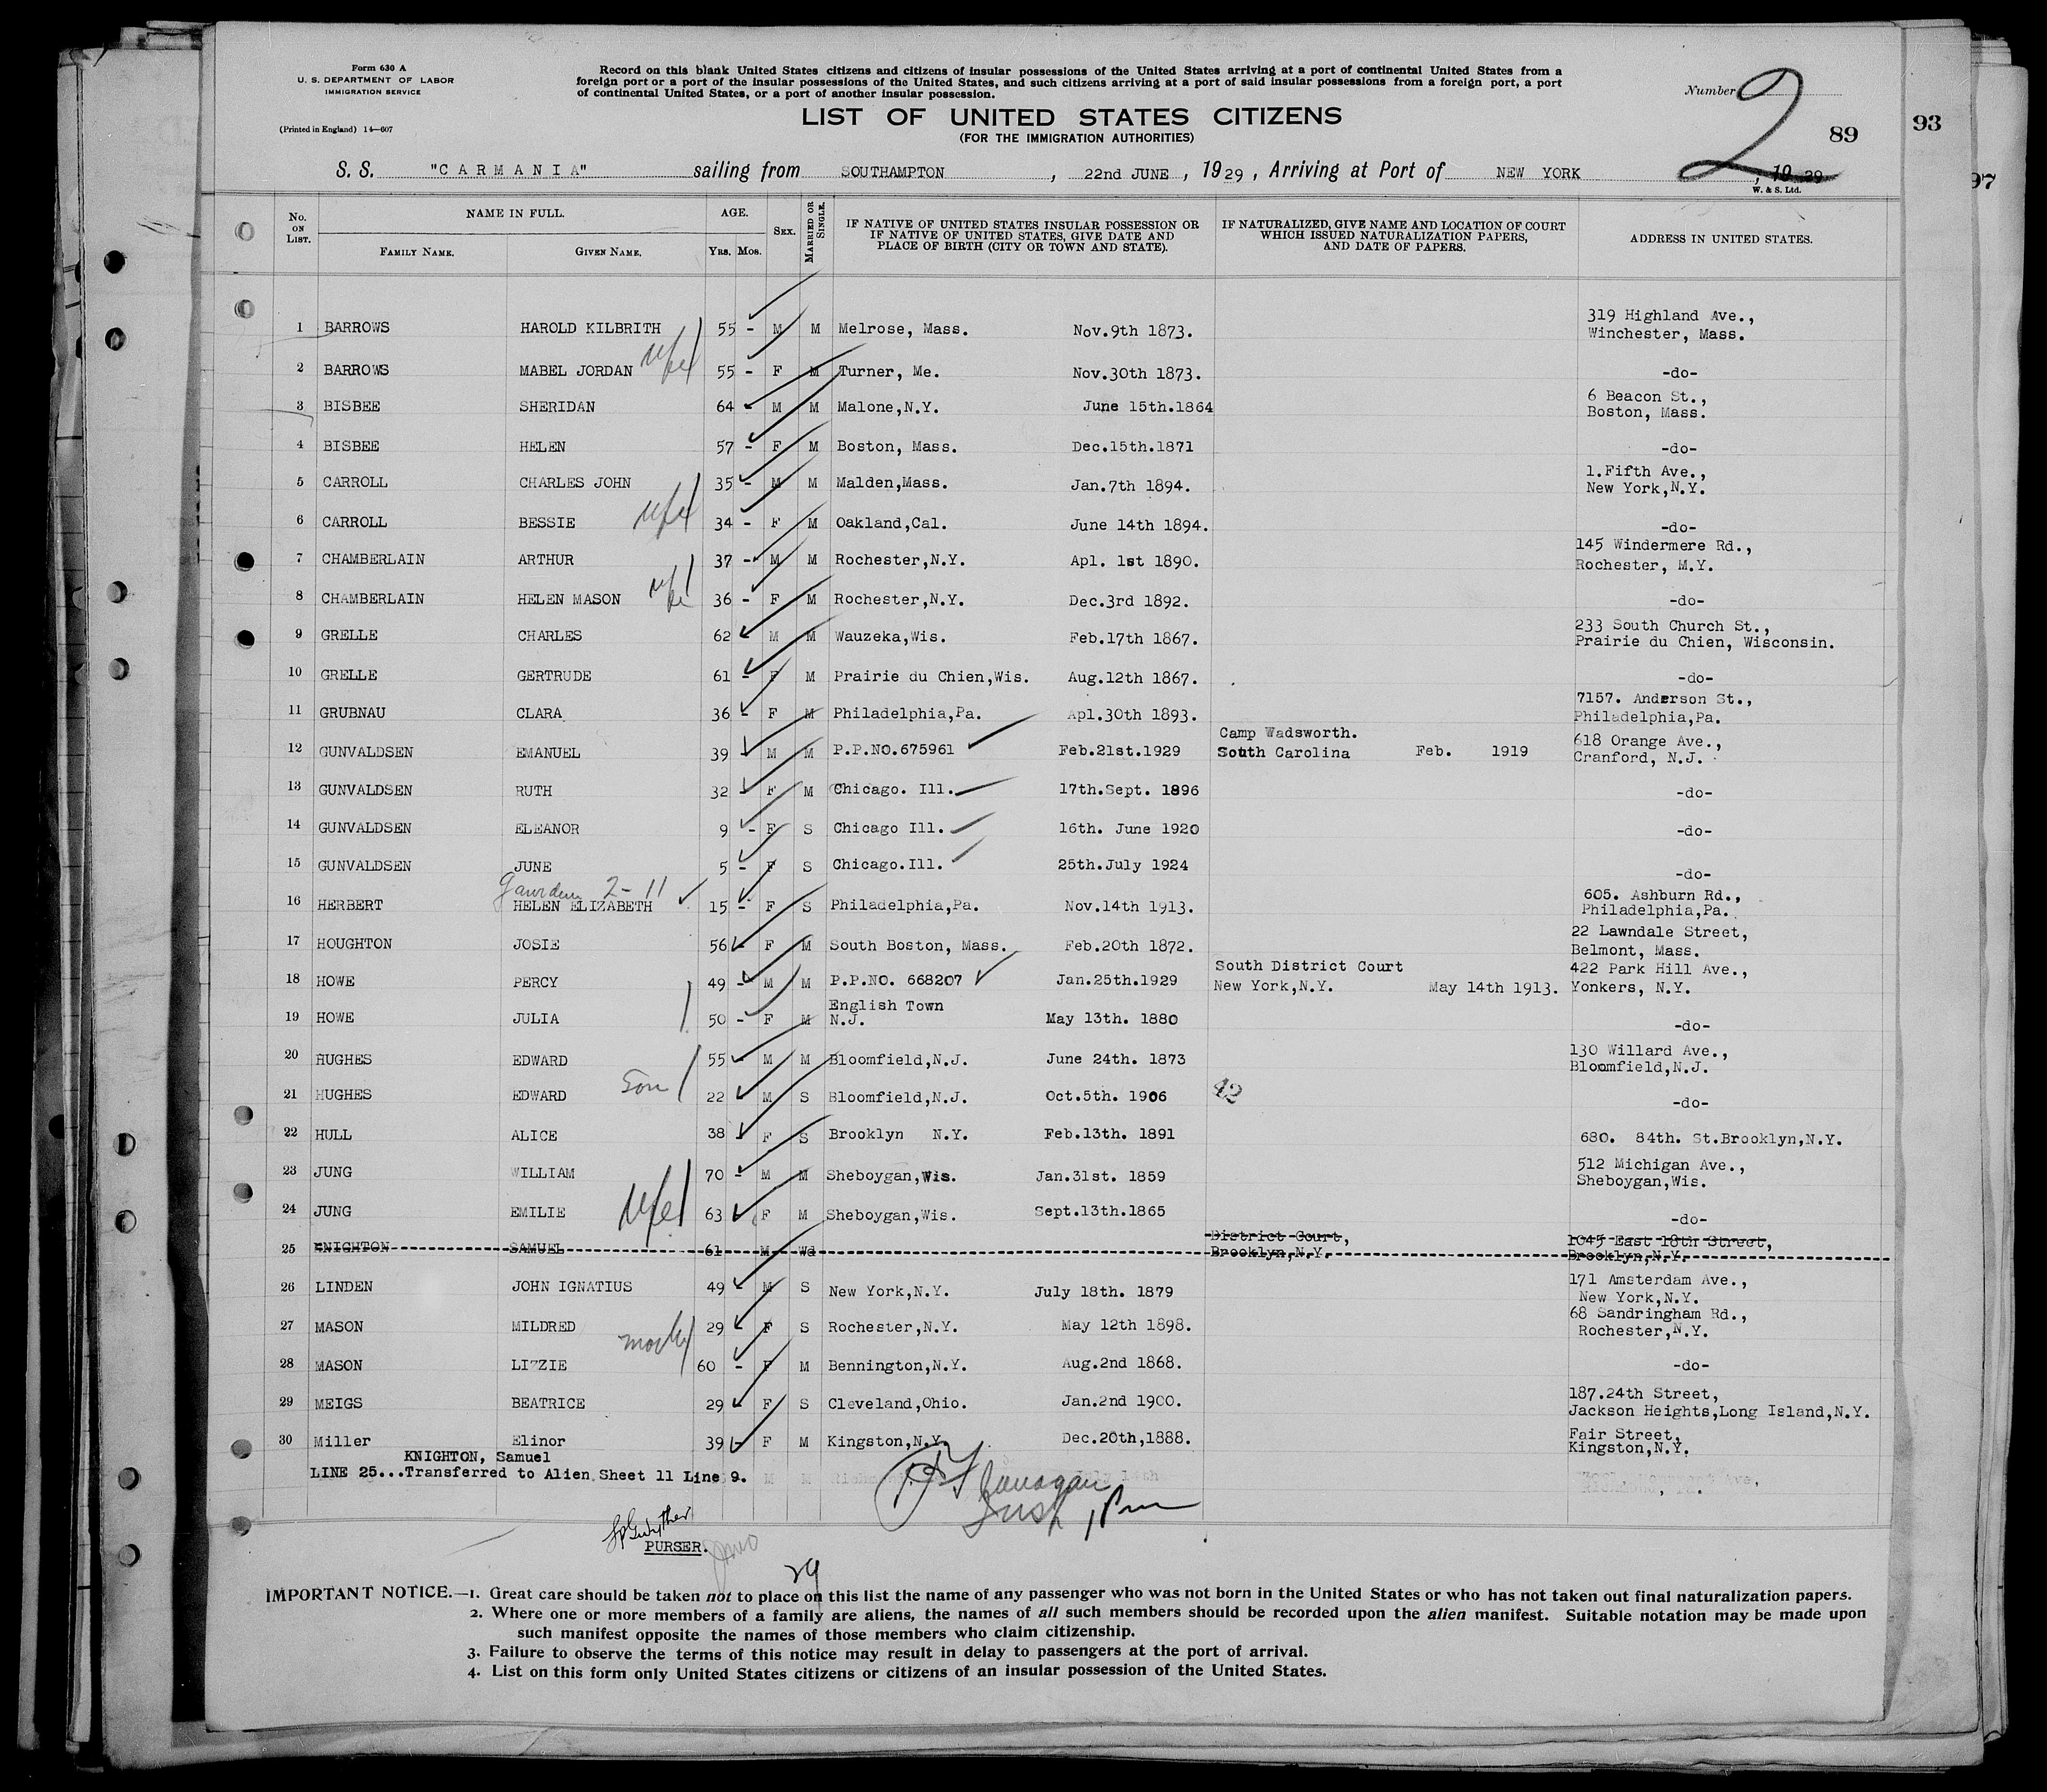 Form 630 A
U. S. DEPARTMENT OF LABOR
IMMIGRATION SERVICE
(Printed in England) 14—607
Record on this blank United States citizens and citizens of insular possessions of the United States arriving at a port of continental United States from a
foreign port or a port of the insular possessions of the United States, and such citizens arriving at a port of said insular possessions from a foreign port, a port
of continental United States, or a port of another insular possession.
LIST OF UNITED STATES CITIZENS
(FOR THE IMMIGRATION AUTHORITIES)
Number 2
89
93
97
S. S. "CARMANIA" sailing from SOUTHAMPTON, 22nd JUNE, 1929, Arriving at Port of NEW YORK, 1929
W. & S. Ltd.
No. ON LIST. NAME IN FULL. AGE. SEX. MARRIED OR SINGLE. IF NATIVE OF UNITED STATES INSULAR POSSESSION OR IF NATIVE OF UNITED STATES, GIVE DATE AND PLACE OF BIRTH (CITY OR TOWN AND STATE). IF NATURALIZED, GIVE NAME AND LOCATION OF COURT WHICH ISSUED NATURALIZATION PAPERS, AND DATE OF PAPERS. ADDRESS IN UNITED STATES.
FAMILY NAME. GIVEN NAME. YRS. MOS.
1 BARROWS HAROLD KILBRITH 55 - M M Melrose, Mass. Nov.9th 1873. 319 Highland Ave., Winchester, Mass.
2 BARROWS MABEL JORDAN wife 55 - F M Turner, Me. Nov.30th 1873. -do-
3 BISBEE SHERIDAN 64 - M M Malone,N.Y. June 15th.1864 6 Beacon St., Boston, Mass.
4 BISBEE HELEN 57 - F M Boston, Mass. Dec.15th.1871 -do-
5 CARROLL CHARLES JOHN 35 - M M Malden,Mass. Jan.7th 1894. 1.Fifth Ave., New York,N.Y.
6 CARROLL BESSIE wife 34 - F M Oakland,Cal. June 14th 1894. -do-
7 CHAMBERLAIN ARTHUR 37 - M M Rochester,N.Y. Apl. 1st 1890. 145 Windermere Rd., Rochester, M.Y.
8 CHAMBERLAIN HELEN MASON wife 36 - F M Rochester,N.Y. Dec.3rd 1892. -do-
9 GRELLE CHARLES 62 M M Wauzeka,Wis. Feb.17th 1867. 233 South Church St., Prairie du Chien, Wisconsin.
10 GRELLE GERTRUDE 61 - F M Prairie du Chien,Wis. Aug.12th 1867. -do-
11 GRUBNAU CLARA 36 - F M Philadelphia,Pa. Apl.30th 1893. 7157. Anderson St., Philadelphia,Pa.
12 GUNVALDSEN EMANUEL 39 - M M P.P.NO.675961 Feb.21st.1929 Camp Wadsworth. South Carolina Feb. 1919 618 Orange Ave., Cranford, N.J.
13 GUNVALDSEN RUTH 32 - F M Chicago. Ill. 17th.Sept. 1896 -do-
14 GUNVALDSEN ELEANOR 9 - F S Chicago Ill. 16th. June 1920 -do-
15 GUNVALDSEN JUNE 5 - F S Chicago.Ill. 25th.July 1924 -do-
2-11
16 HERBERT HELEN ELIZABETH 15 - F S Philadelphia,Pa. Nov.14th 1913. 605. Ashburn Rd., Philadelphia,Pa.
17 HOUGHTON JOSIE 56 - F M South Boston, Mass. Feb.20th 1872. 22 Lawndale Street, Belmont, Mass.
18 HOWE PERCY 49 - M M P.P.NO. 668207 Jan.25th.1929 South District Court New York,N.Y. May 14th 1913. 422 Park Hill Ave., Yonkers, N.Y.
19 HOWE JULIA 50 - F M English Town N.J. May 13th. 1880 -do-
20 HUGHES EDWARD 55 - M M Bloomfield,N.J. June 24th. 1873 130 Willard Ave., Bloomfield,N.J.
21 HUGHES EDWARD Son 22 M S Bloomfield,N.J. Oct.5th. 1906 42 -do-
22 HULL ALICE 38 - F S Brooklyn N.Y. Feb.13th. 1891 680. 84th. St.Brooklyn,N.Y.
23 JUNG WILLIAM 70 - M M Sheboygan,Wis. Jan.31st. 1859 512 Michigan Ave., Sheboygan,Wis.
24 JUNG EMILIE wife 63 F M Sheboygan,Wis. Sept.13th.1865 -do-
25 KNIGHTON SAMUEL 61 M Wd District Court, Brooklyn,N.Y. 1045 East 18th Street, Brooklyn,N.Y.
26 LINDEN JOHN IGNATIUS 49 M S New York,N.Y. July 18th. 1879 171 Amsterdam Ave., New York,N.Y.
27 MASON MILDRED 29 - F S Rochester,N.Y. May 12th 1898. 68 Sandringham Rd., Rochester,N.Y.
28 MASON LIZZIE mother 60 - F M Bennington,N.Y. Aug.2nd 1868. -do-
29 MEIGS BEATRICE 29 F S Cleveland,Ohio. Jan.2nd 1900. 187.24th Street, Jackson Heights,Long Island,N.Y.
30 Miller Elinor 39 - F M Kingston,N.Y. Dec.20th,1888. Fair Street, Kingston,N.Y.
KNIGHTON, Samuel
LINE 25...Transferred to Alien Sheet 11 Line 9.
PURSER.
29
IMPORTANT NOTICE.—1. Great care should be taken not to place on this list the name of any passenger who was not born in the United States or who has not taken out final naturalization papers.
2. Where one or more members of a family are aliens, the names of all such members should be recorded upon the alien manifest. Suitable notation may be made upon
such manifest opposite the names of those members who claim citizenship.
3. Failure to observe the terms of this notice may result in delay to passengers at the port of arrival.
4. List on this form only United States citizens or citizens of an insular possession of the United States.